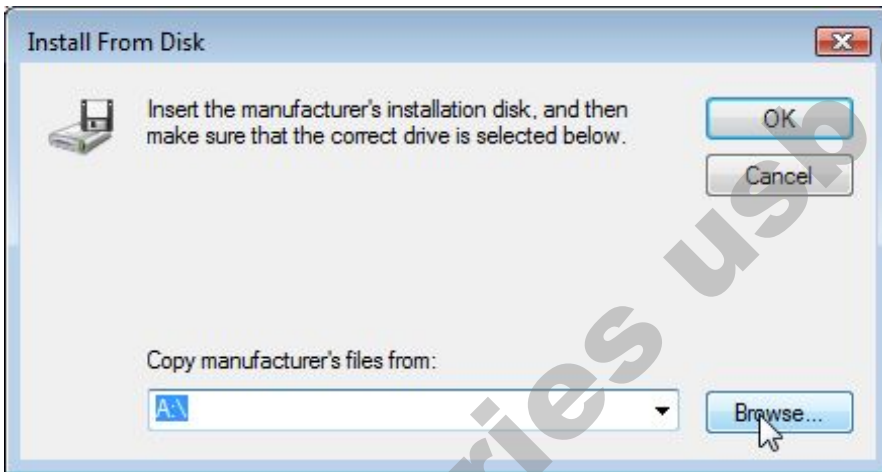 Install From Disk
Insert the manufacturer's installation disk, and then
make sure that the correct drive is selected below.
OK
Cancel
Copy manufacturer's files from:
A:\
Browse...
ries usb